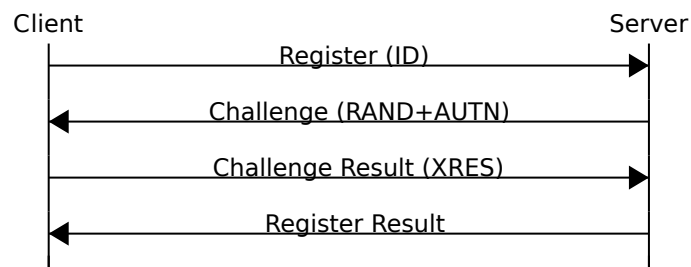 Client Server
Register (ID)
Challenge (RAND+AUTN)
Challenge Result (XRES)
Register Result